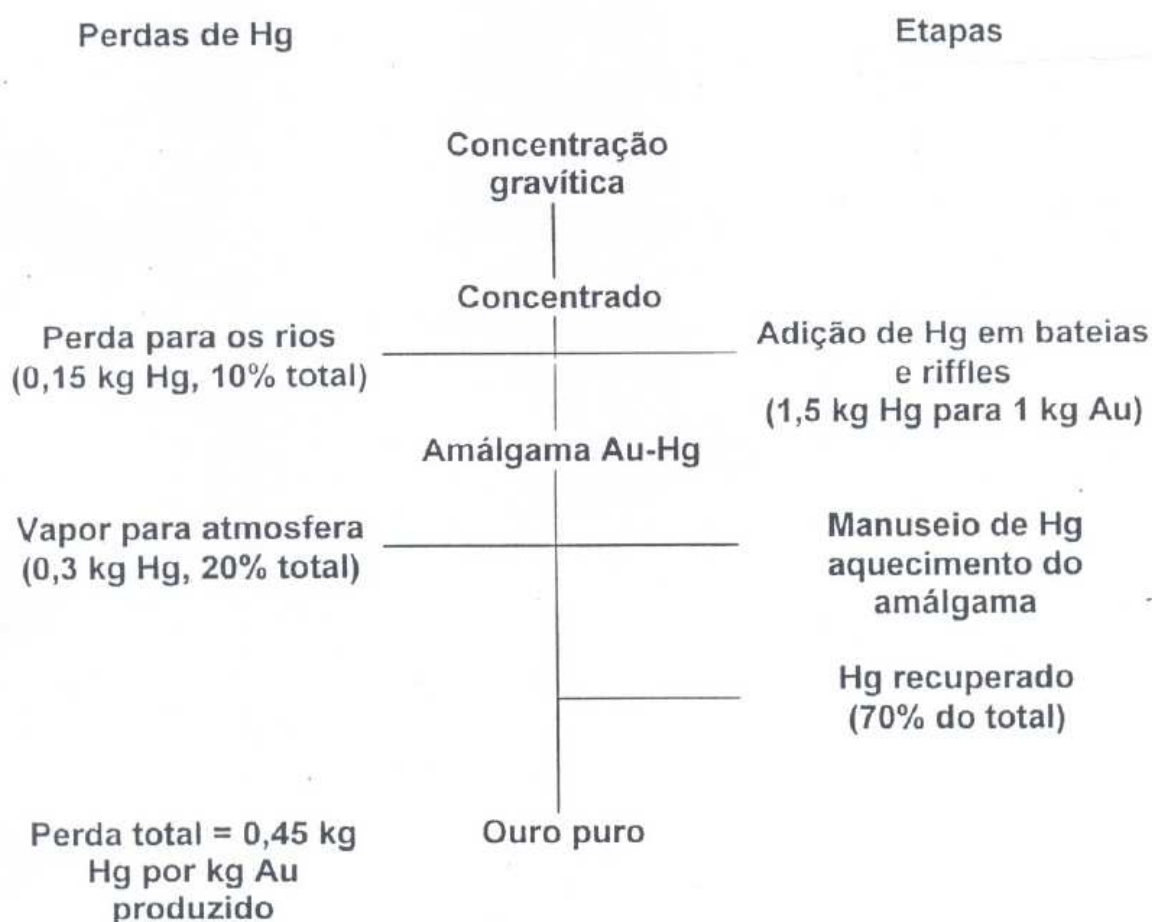 Perdas de Hg
Etapas
Concentração
gravítica
Concentrado
Perda para os rios
(0,15 kg Hg, 10% total)
Adição de Hg em bateias
e riffles
(1,5 kg Hg para 1 kg Au)
Amálgama Au-Hg
Vapor para atmosfera
(0,3 kg Hg, 20% total)
Manuseio de Hg
aquecimento do
amálgama
Hg recuperado
(70% do total)
Perda total = 0,45 kg
Hg por kg Au
produzido
Ouro puro